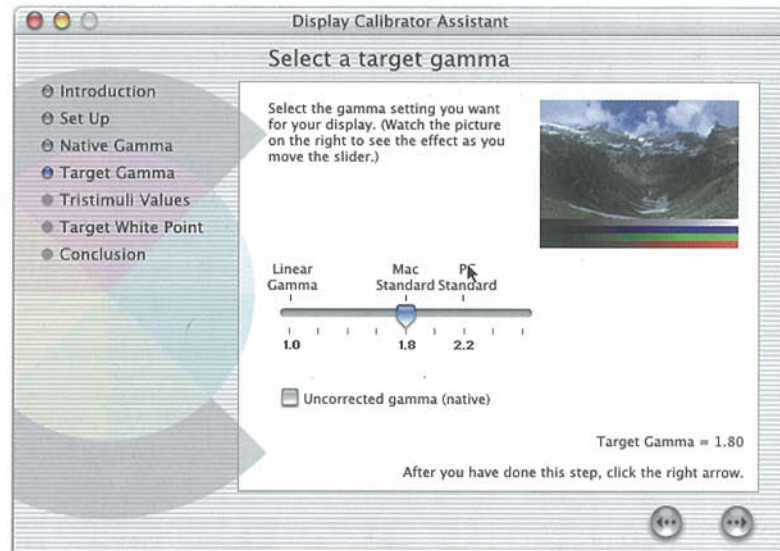 Display Calibrator Assistant
Select a target gamma
Introduction
Set Up
Native Gamma
Target Gamma
Tristimuli Values
Target White Point
Conclusion
Select the gamma setting you want
for your display. (Watch the picture
on the right to see the effect as you
move the slider.)
Linear Gamma
Mac Standard
PC Standard
1.0 1.8 2.2
Uncorrected gamma (native)
Target Gamma = 1.80
After you have done this step, click the right arrow.